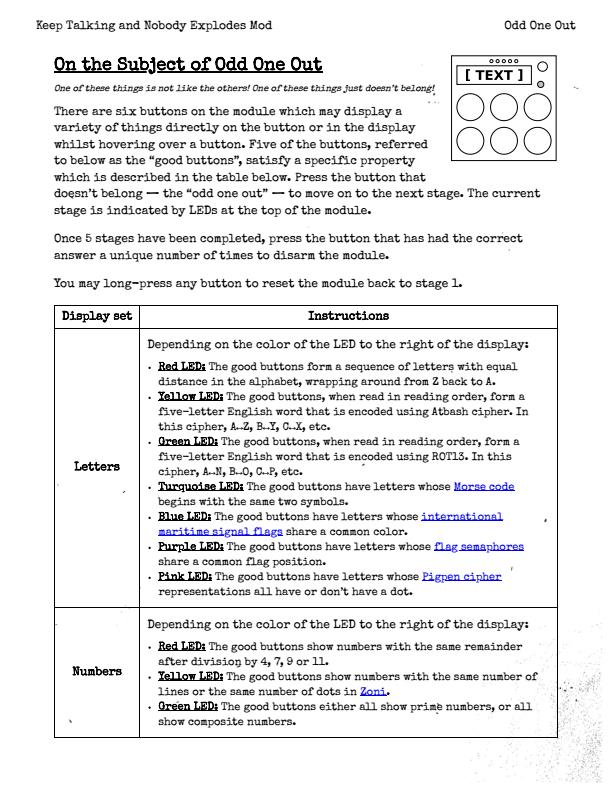 Keep Talking and Nobody Explodes Mod Odd One Out
On the Subject of Odd One Out
One of these things is not like the others! One of these things just doesn't belong!
[ TEXT ]
There are six buttons on the module which may display a
variety of things directly on the button or in the display
whilst hovering over a button. Five of the buttons, referred
to below as the “good buttons”, satisfy a specific property
which is described in the table below. Press the button that
doesn't belong — the “odd one out” — to move on to the next stage. The current
stage is indicated by LEDs at the top of the module.
Once 5 stages have been completed, press the button that has had the correct
answer a unique number of times to disarm the module.
You may long-press any button to reset the module back to stage 1.
Display set Instructions
Letters
Depending on the color of the LED to the right of the display:
• Red LED: The good buttons form a sequence of letters with equal
distance in the alphabet, wrapping around from Z back to A.
• Yellow LED: The good buttons, when read in reading order, form a
five-letter English word that is encoded using Atbash cipher. In
this cipher, A↔Z, B↔Y, C↔X, etc.
• Green LED: The good buttons, when read in reading order, form a
five-letter English word that is encoded using ROT13. In this
cipher, A↔N, B↔O, C↔P, etc.
• Turquoise LED: The good buttons have letters whose Morse code
begins with the same two symbols.
• Blue LED: The good buttons have letters whose international
maritime signal flags share a common color.
• Purple LED: The good buttons have letters whose flag semaphores
share a common flag position.
• Pink LED: The good buttons have letters whose Pigpen cipher
representations all have or don't have a dot.
Numbers
Depending on the color of the LED to the right of the display:
• Red LED: The good buttons show numbers with the same remainder
after division by 4, 7, 9 or 11.
• Yellow LED: The good buttons show numbers with the same number of
lines or the same number of dots in Zoni.
• Green LED: The good buttons either all show prime numbers, or all
show composite numbers.